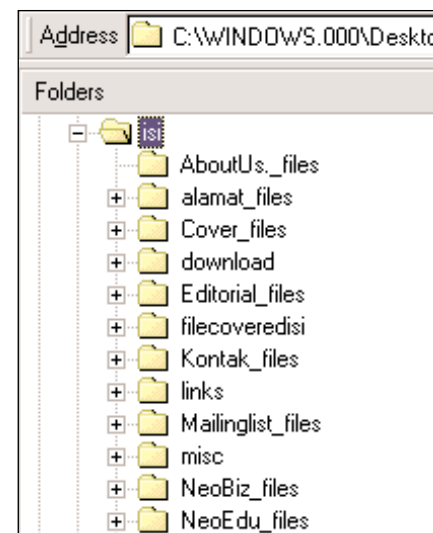 Address C:\WINDOWS.000\Deskto
Folders
isi
AboutUs._files
alamat_files
Cover_files
download
Editorial_files
filecoveredisi
Kontak_files
links
Mailinglist_files
misc
NeoBiz_files
NeoEdu_files